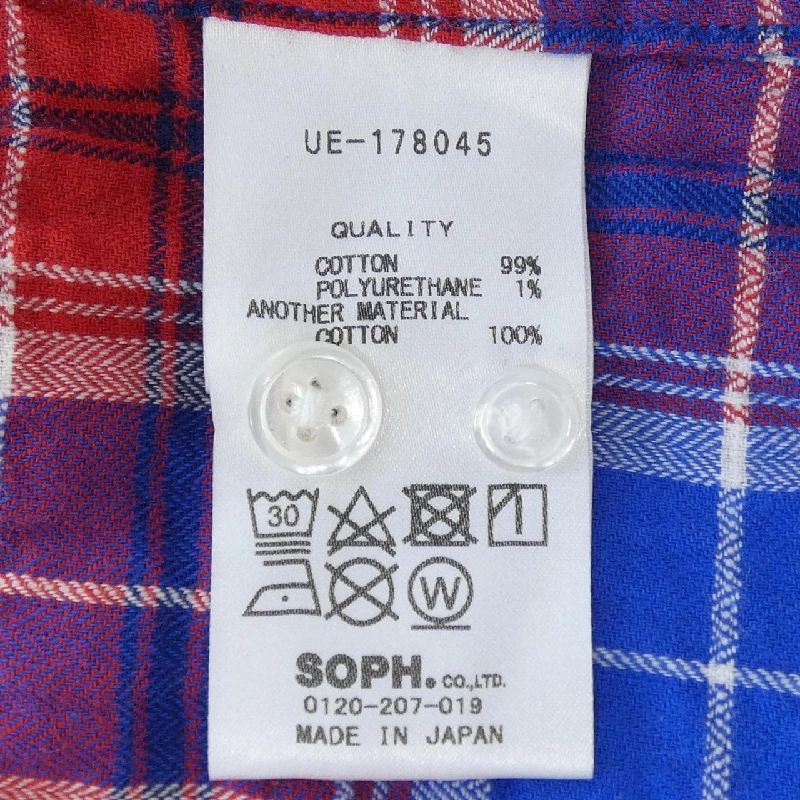 UE-178045
QUALITY
COTTON 99%
POLYURETHANE 1%
ANOTHER MATERIAL
COTTON 100%
30
W
SOPH. CO.,LTD.
0120-207-019
MADE IN JAPAN